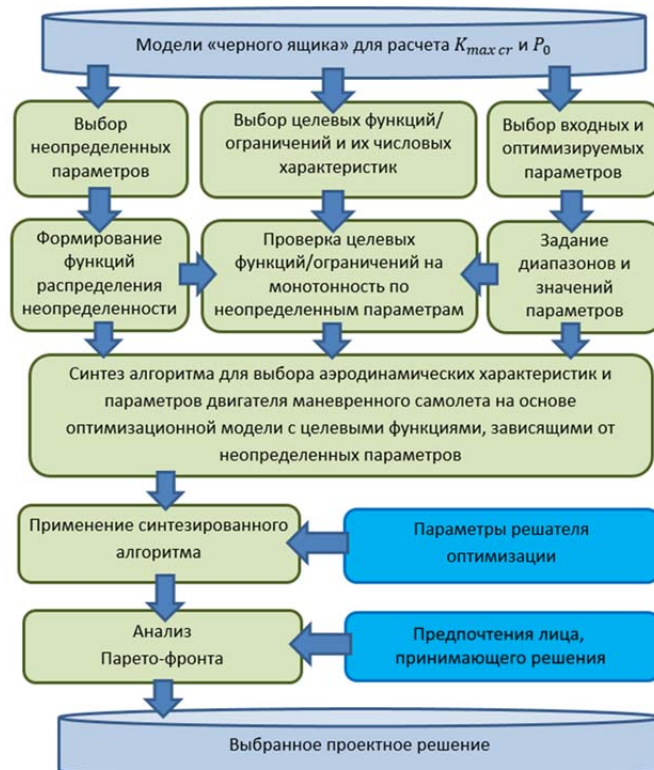 Модели «черного ящика» для расчета K_{max cr} и P_0
Выбор
неопределенных
параметров
Выбор целевых функций/
ограничений и их числовых
характеристик
Выбор входных и
оптимизируемых
параметров
Формирование
функций
распределения
неопределенности
Проверка целевых
функций/ограничений на
монотонность по
неопределенным параметрам
Задание
диапазонов и
значений
параметров
Синтез алгоритма для выбора аэродинамических характеристик и
параметров двигателя маневренного самолета на основе
оптимизационной модели с целевыми функциями, зависящими от
неопределенных параметров
Применение синтезированного
алгоритма
Параметры решателя
оптимизации
Анализ
Парето-фронта
Предпочтения лица,
принимающего решения
Выбранное проектное решение